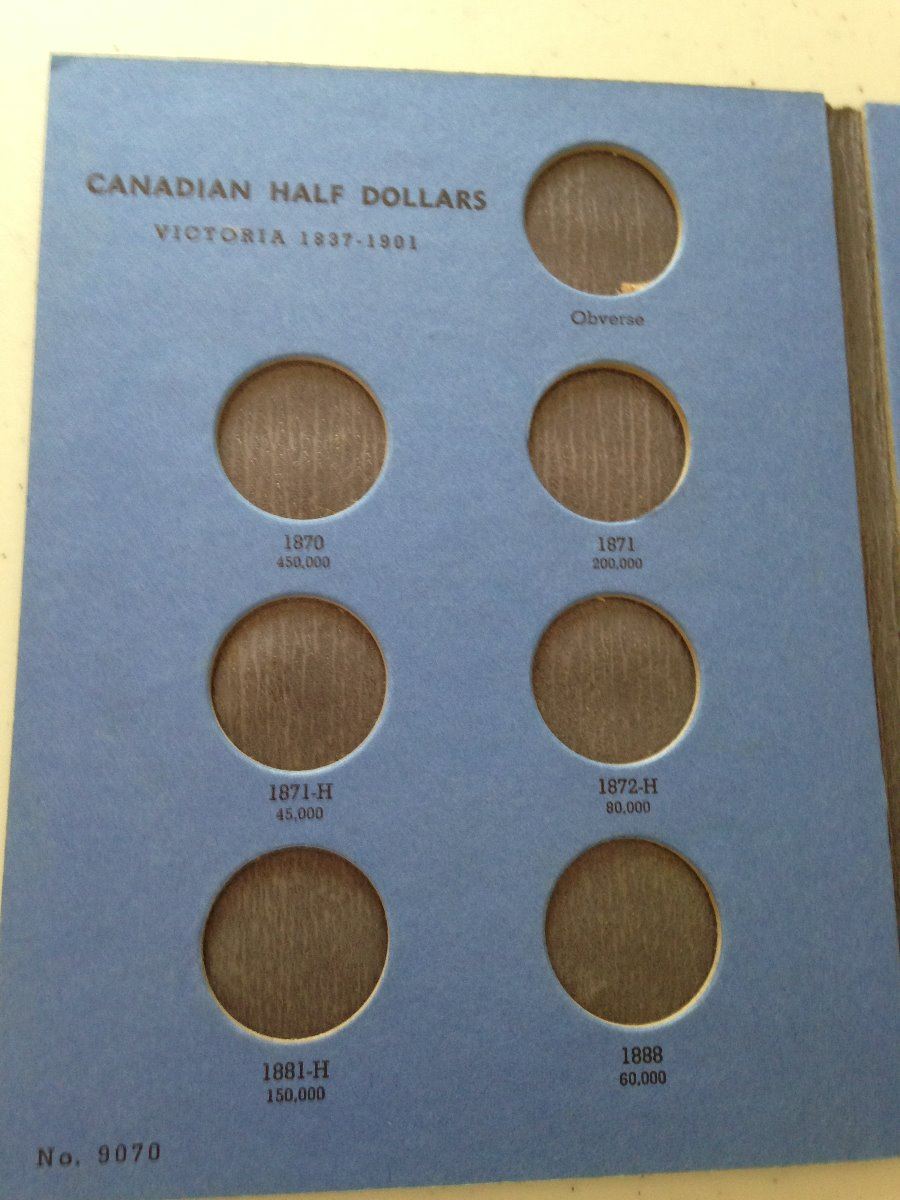 CANADIAN HALF DOLLARS
VICTORIA 1837-1901
Obverse
1870
450,000
1871
200,000
1871-H
45,000
1872-H
80,000
1881-H
150,000
1888
60,000
No. 9070